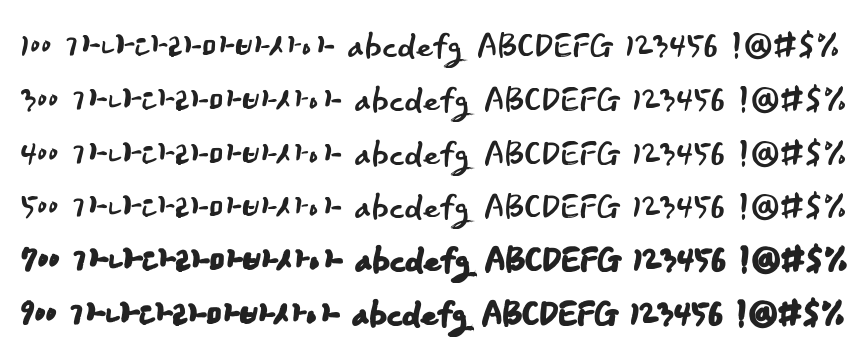 100 가나다라마바사아 abcdefg ABCDEFG 123456 !@#$%
300 가나다라마바사아 abcdefg ABCDEFG 123456 !@#$%
400 가나다라마바사아 abcdefg ABCDEFG 123456 !@#$%
500 가나다라마바사아 abcdefg ABCDEFG 123456 !@#$%
700 가나다라마바사아 abcdefg ABCDEFG 123456 !@#$%
900 가나다라마바사아 abcdefg ABCDEFG 123456 !@#$%